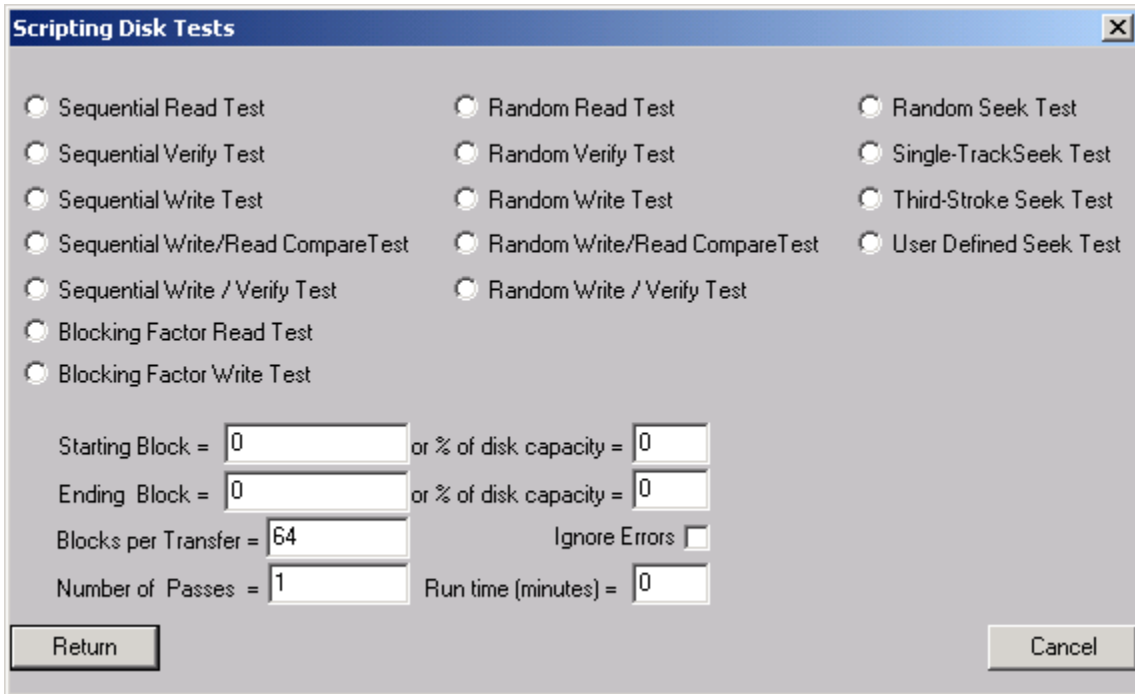 Scripting Disk Tests
Sequential Read Test Random Read Test Random Seek Test
Sequential Verify Test Random Verify Test Single-TrackSeek Test
Sequential Write Test Random Write Test Third-Stroke Seek Test
Sequential Write/Read CompareTest Random Write/Read CompareTest User Defined Seek Test
Sequential Write / Verify Test Random Write / Verify Test
Blocking Factor Read Test
Blocking Factor Write Test
Starting Block = 0 or % of disk capacity = 0
Ending Block = 0 or % of disk capacity = 0
Blocks per Transfer = 64 Ignore Errors
Number of Passes = 1 Run time (minutes) = 0
Return Cancel